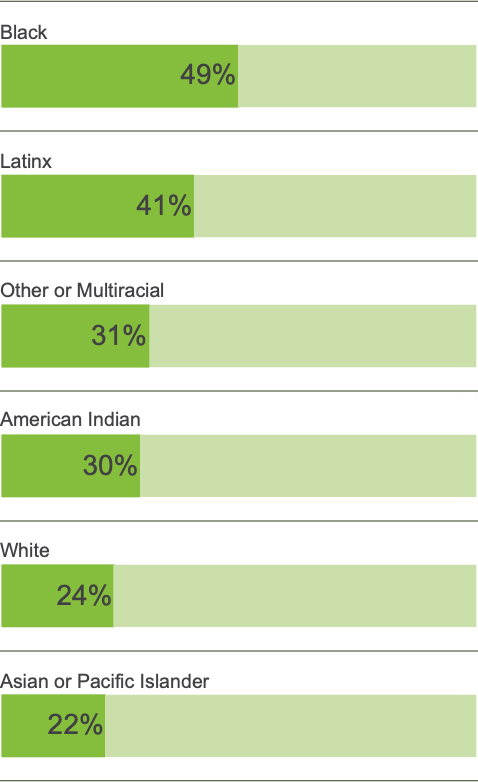 Black
49%
Latinx
41%
Other or Multiracial
31%
American Indian
30%
White
24%
Asian or Pacific Islander
22%